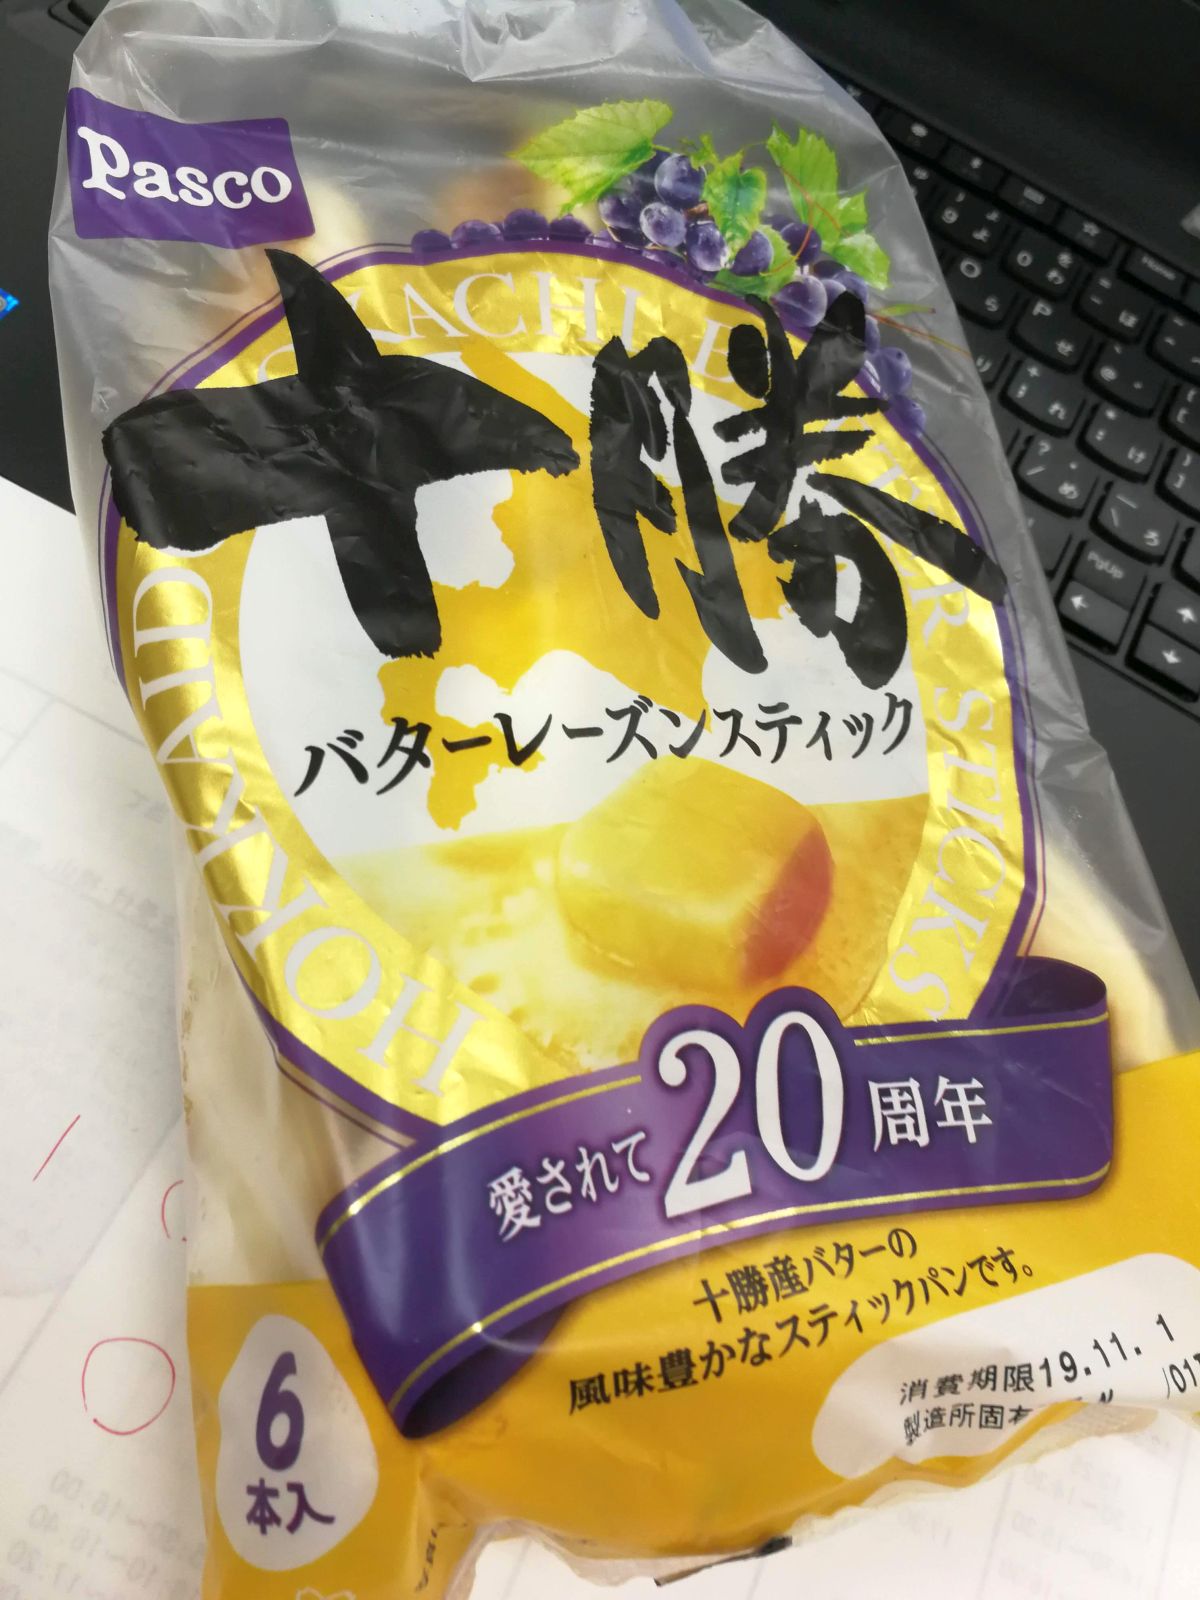 Pasco
HOKKAIDO TOKACHI BUTTER STICKS
十勝
バターレーズンスティック
愛されて20周年
十勝産バターの
風味豊かなスティックパンです。
6
本入
消費期限19.11.1
製造所固有
Home
PgUp